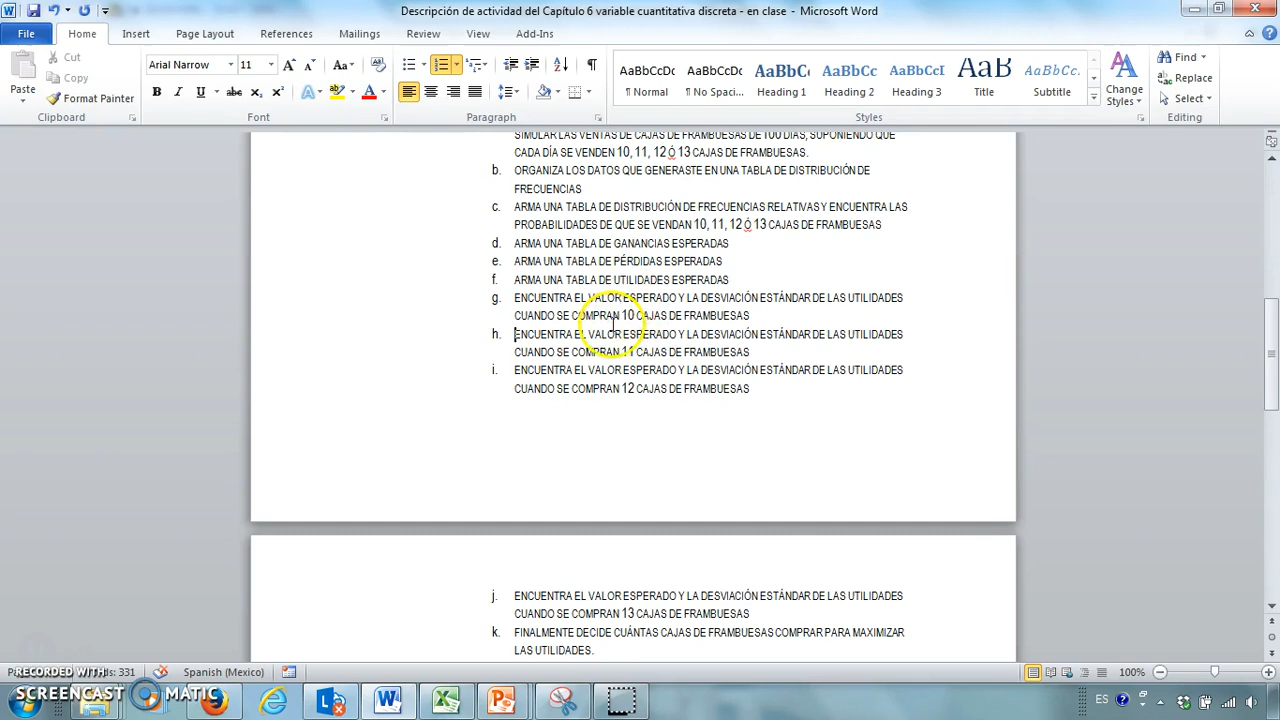 Descripción de actividad del Capítulo 6 variable cuantitativa discreta - en clase - Microsoft Word
File Home Insert Page Layout References Mailings Review View Add-Ins
Paste Cut Copy Format Painter
Clipboard
Arial Narrow 11
Font
Paragraph
AaBbCcDc AaBbCcDc AaBbC AaBbCc AaBbCcI AaB AaBbCcL
¶ Normal ¶ No Spaci... Heading 1 Heading 2 Heading 3 Title Subtitle
Styles
Change Styles
Find
Replace
Select
Editing
SIMULAR LAS VENTAS DE CAJAS DE FRAMBUESAS DE 100 DÍAS, SUPONIENDO QUE
CADA DÍA SE VENDEN 10, 11, 12 Ó 13 CAJAS DE FRAMBUESAS.
b. ORGANIZA LOS DATOS QUE GENERASTE EN UNA TABLA DE DISTRIBUCIÓN DE
FRECUENCIAS
c. ARMA UNA TABLA DE DISTRIBUCIÓN DE FRECUENCIAS RELATIVAS Y ENCUENTRA LAS
PROBABILIDADES DE QUE SE VENDAN 10, 11, 12 Ó 13 CAJAS DE FRAMBUESAS
d. ARMA UNA TABLA DE GANANCIAS ESPERADAS
e. ARMA UNA TABLA DE PÉRDIDAS ESPERADAS
f. ARMA UNA TABLA DE UTILIDADES ESPERADAS
g. ENCUENTRA EL VALOR ESPERADO Y LA DESVIACIÓN ESTÁNDAR DE LAS UTILIDADES
CUANDO SE COMPRAN 10 CAJAS DE FRAMBUESAS
h. ENCUENTRA EL VALOR ESPERADO Y LA DESVIACIÓN ESTÁNDAR DE LAS UTILIDADES
CUANDO SE COMPRAN 11 CAJAS DE FRAMBUESAS
i. ENCUENTRA EL VALOR ESPERADO Y LA DESVIACIÓN ESTÁNDAR DE LAS UTILIDADES
CUANDO SE COMPRAN 12 CAJAS DE FRAMBUESAS
j. ENCUENTRA EL VALOR ESPERADO Y LA DESVIACIÓN ESTÁNDAR DE LAS UTILIDADES
CUANDO SE COMPRAN 13 CAJAS DE FRAMBUESAS
k. FINALMENTE DECIDE CUÁNTAS CAJAS DE FRAMBUESAS COMPRAR PARA MAXIMIZAR
LAS UTILIDADES.
331 Spanish (Mexico) 100%
RECORDED WITH
SCREENCAST MATIC
ES